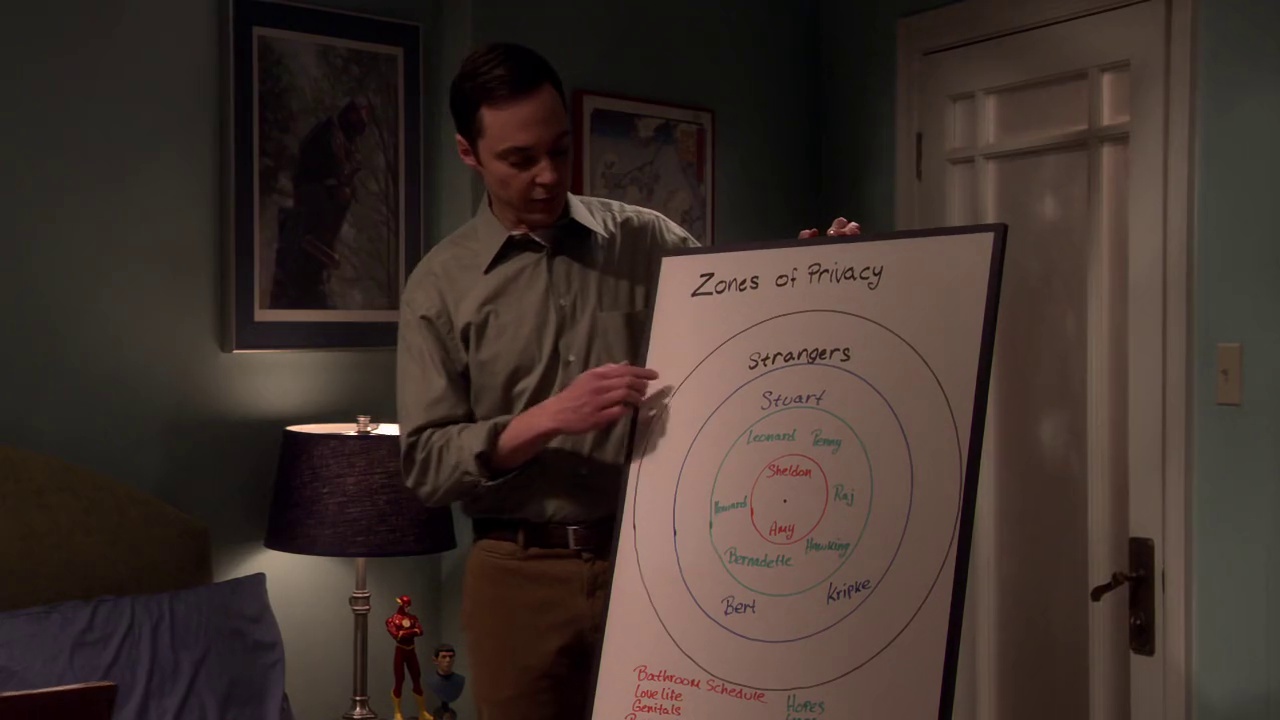 Zones of Privacy
Strangers
Stuart
Leonard Penny
Sheldon
Howard Raj
Amy
Bernadette Hawking
Bert Kripke
Bathroom Schedule
Love life Hopes
Genitals